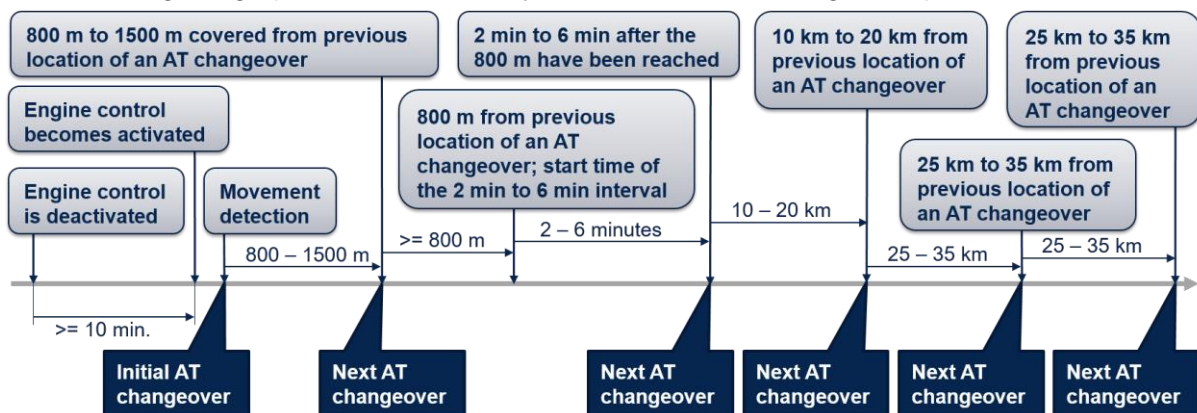 800 m to 1500 m covered from previous
location of an AT changeover
2 min to 6 min after the
800 m have been reached
10 km to 20 km from
previous location of
an AT changeover
25 km to 35 km
from previous
location of an
AT changeover
Engine control
becomes activated
800 m from previous
location of an AT
changeover; start time of
the 2 min to 6 min interval
25 km to 35 km from
previous location of
an AT changeover
Engine control
is deactivated
Movement
detection
800 – 1500 m
>= 800 m
2 – 6 minutes
10 – 20 km
25 – 35 km
25 – 35 km
>= 10 min.
Initial AT
changeover
Next AT
changeover
Next AT
changeover
Next AT
changeover
Next AT
changeover
Next AT
changeover